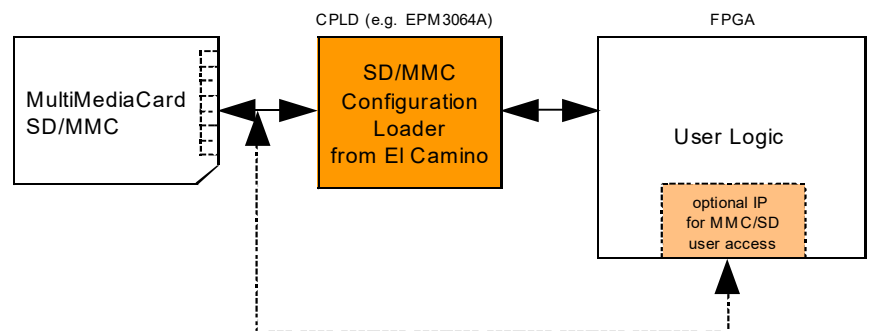 CPLD (e.g. EPM3064A)
FPGA
MultiMediaCard
SD/MMC
SD/MMC
Configuration
Loader
from El Camino
User Logic
optional IP
for MMC/SD
user access